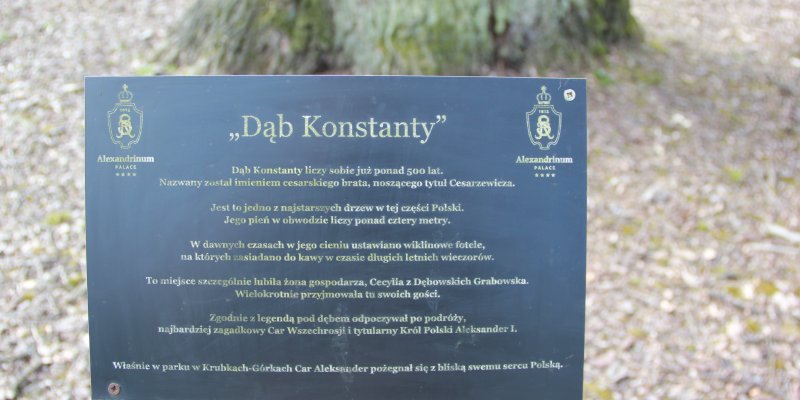 „Dąb Konstanty”
1815
Alexandrinum
PALACE
1815
Alexandrinum
PALACE
Dąb Konstanty liczy sobie już ponad 500 lat.
Nazwany został imieniem cesarskiego brata, noszącego tytuł Cesarzewicza.
Jest to jedno z najstarszych drzew w tej części Polski.
Jego pień w obwodzie liczy ponad cztery metry.
W dawnych czasach w jego cieniu ustawiano wiklinowe fotele,
na których zasiadano do kawy w czasie długich letnich wieczorów.
To miejsce szczególnie lubiła żona gospodarza, Cecylia z Dębowskich Grabowska.
Wielokrotnie przyjmowała tu swoich gości.
Zgodnie z legendą pod dębem odpoczywał po podróży,
najbardziej zagadkowy Car Wszechrosji i tytularny Król Polski Aleksander I.
Właśnie w parku w Krubkach-Górkach Car Aleksander pożegnał się z bliską swemu sercu Polską.